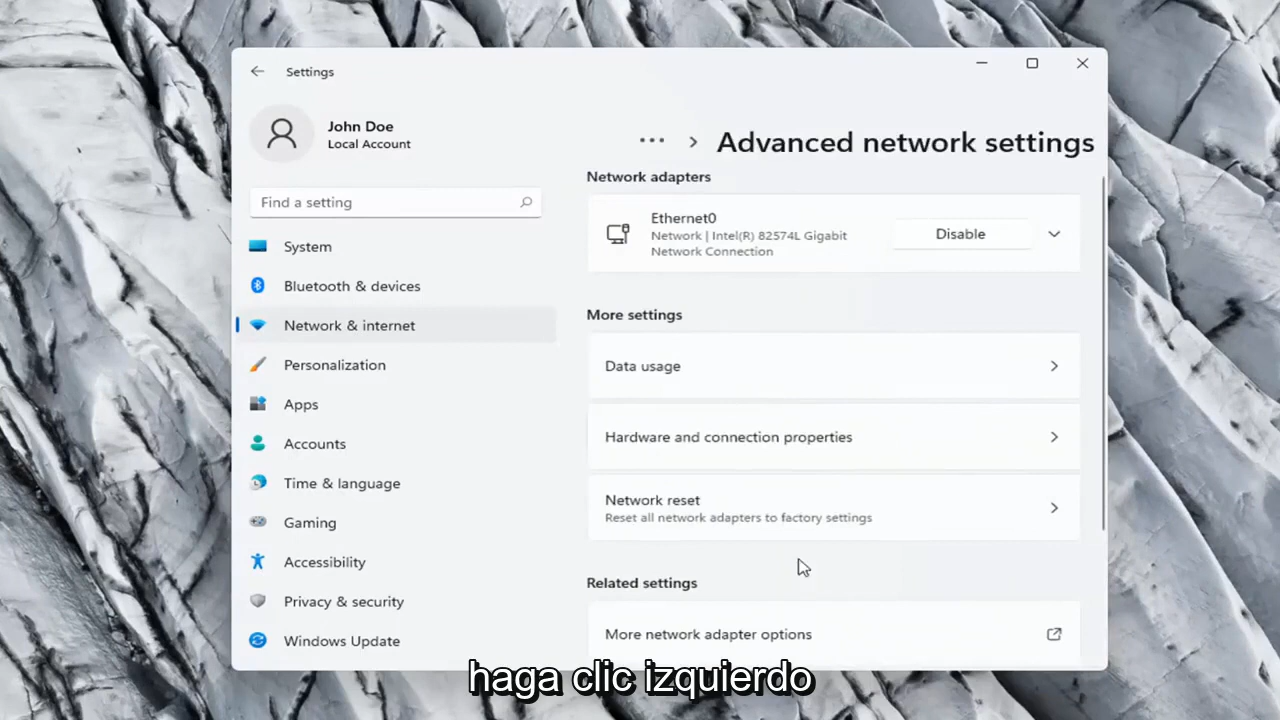 Settings
John Doe
Local Account
Find a setting
System
Bluetooth & devices
Network & internet
Personalization
Apps
Accounts
Time & language
Gaming
Accessibility
Privacy & security
Windows Update
... > Advanced network settings
Network adapters
Ethernet0
Network | Intel(R) 82574L Gigabit
Network Connection
Disable
More settings
Data usage
Hardware and connection properties
Network reset
Reset all network adapters to factory settings
Related settings
More network adapter options
haga clic izquierdo